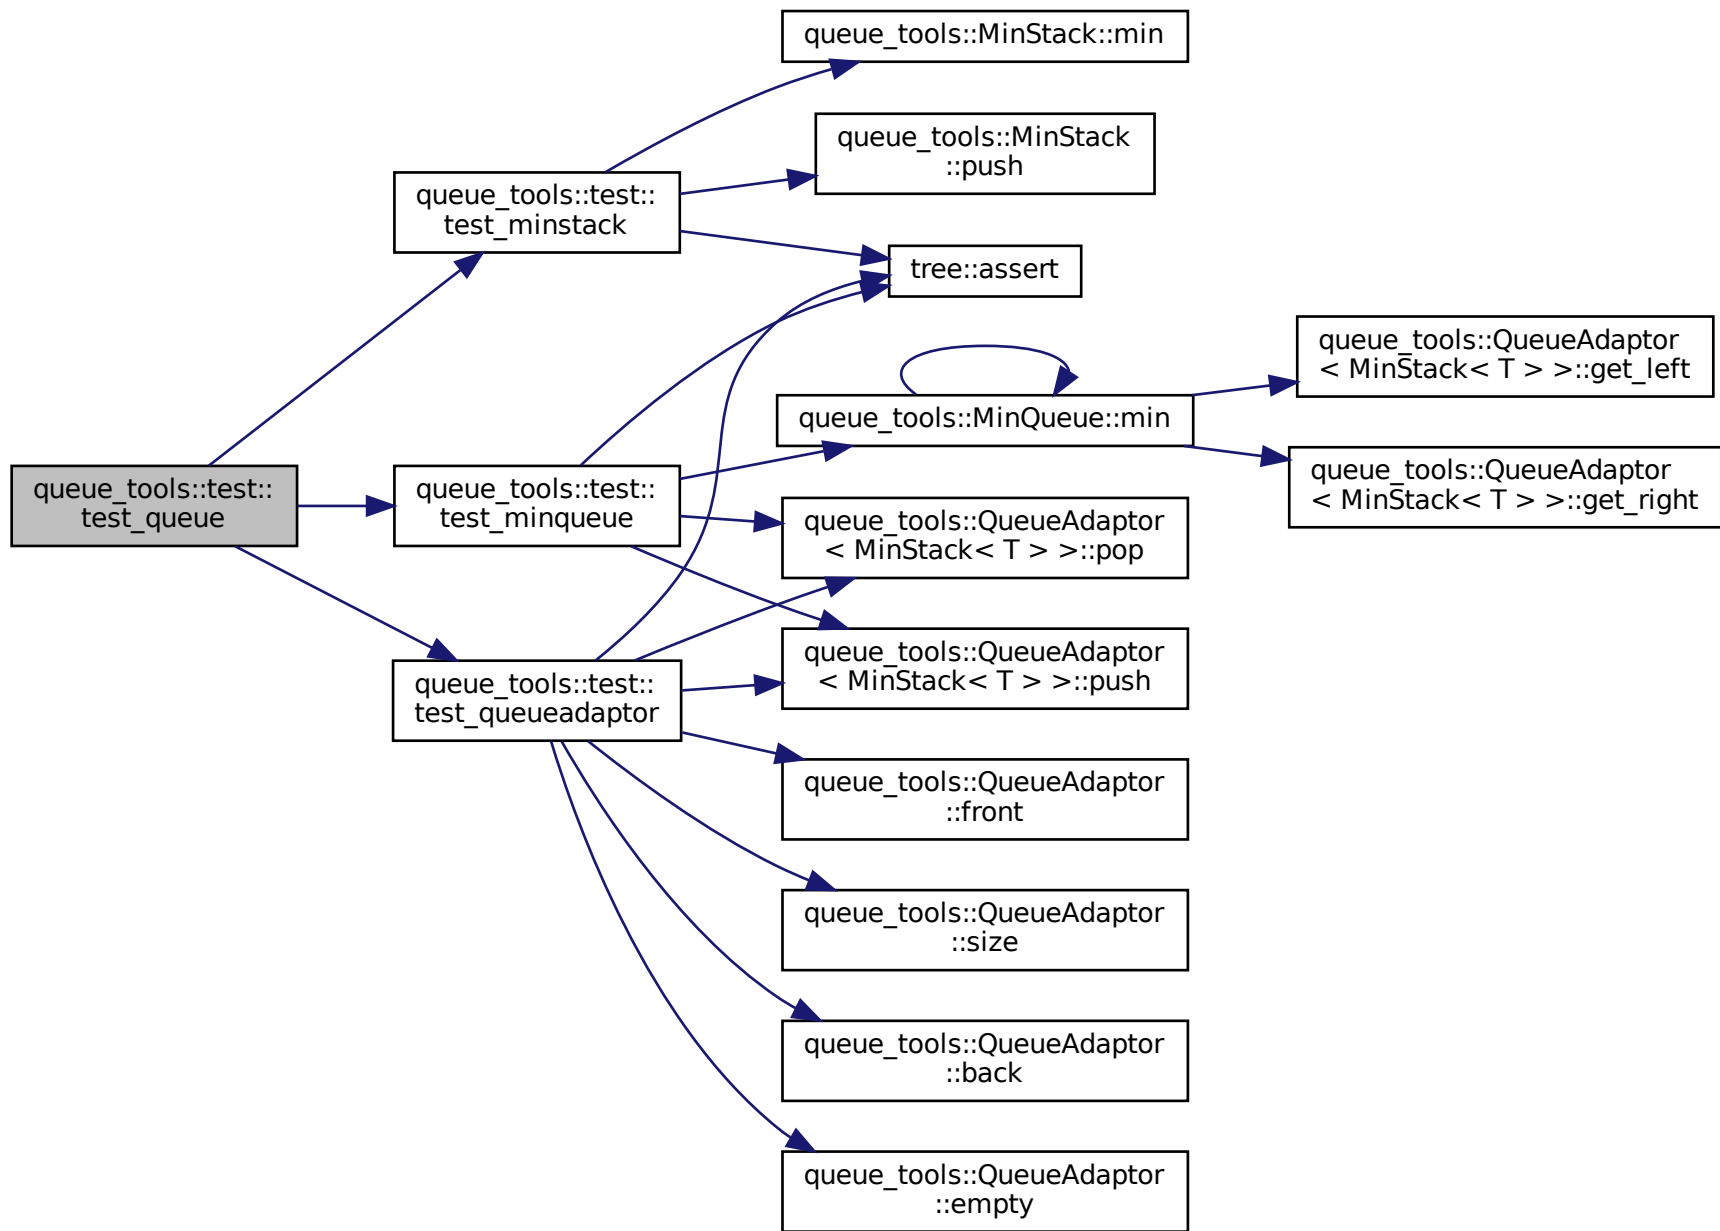 queue_tools::MinStack::min
queue_tools::MinStack
::push
queue_tools::test::
test_minstack
tree::assert
queue_tools::QueueAdaptor
< MinStack< T > >::get_left
queue_tools::MinQueue::min
queue_tools::QueueAdaptor
< MinStack< T > >::get_right
queue_tools::test::
test_queue
queue_tools::test::
test_minqueue
queue_tools::QueueAdaptor
< MinStack< T > >::pop
queue_tools::QueueAdaptor
< MinStack< T > >::push
queue_tools::test::
test_queueadaptor
queue_tools::QueueAdaptor
::front
queue_tools::QueueAdaptor
::size
queue_tools::QueueAdaptor
::back
queue_tools::QueueAdaptor
::empty